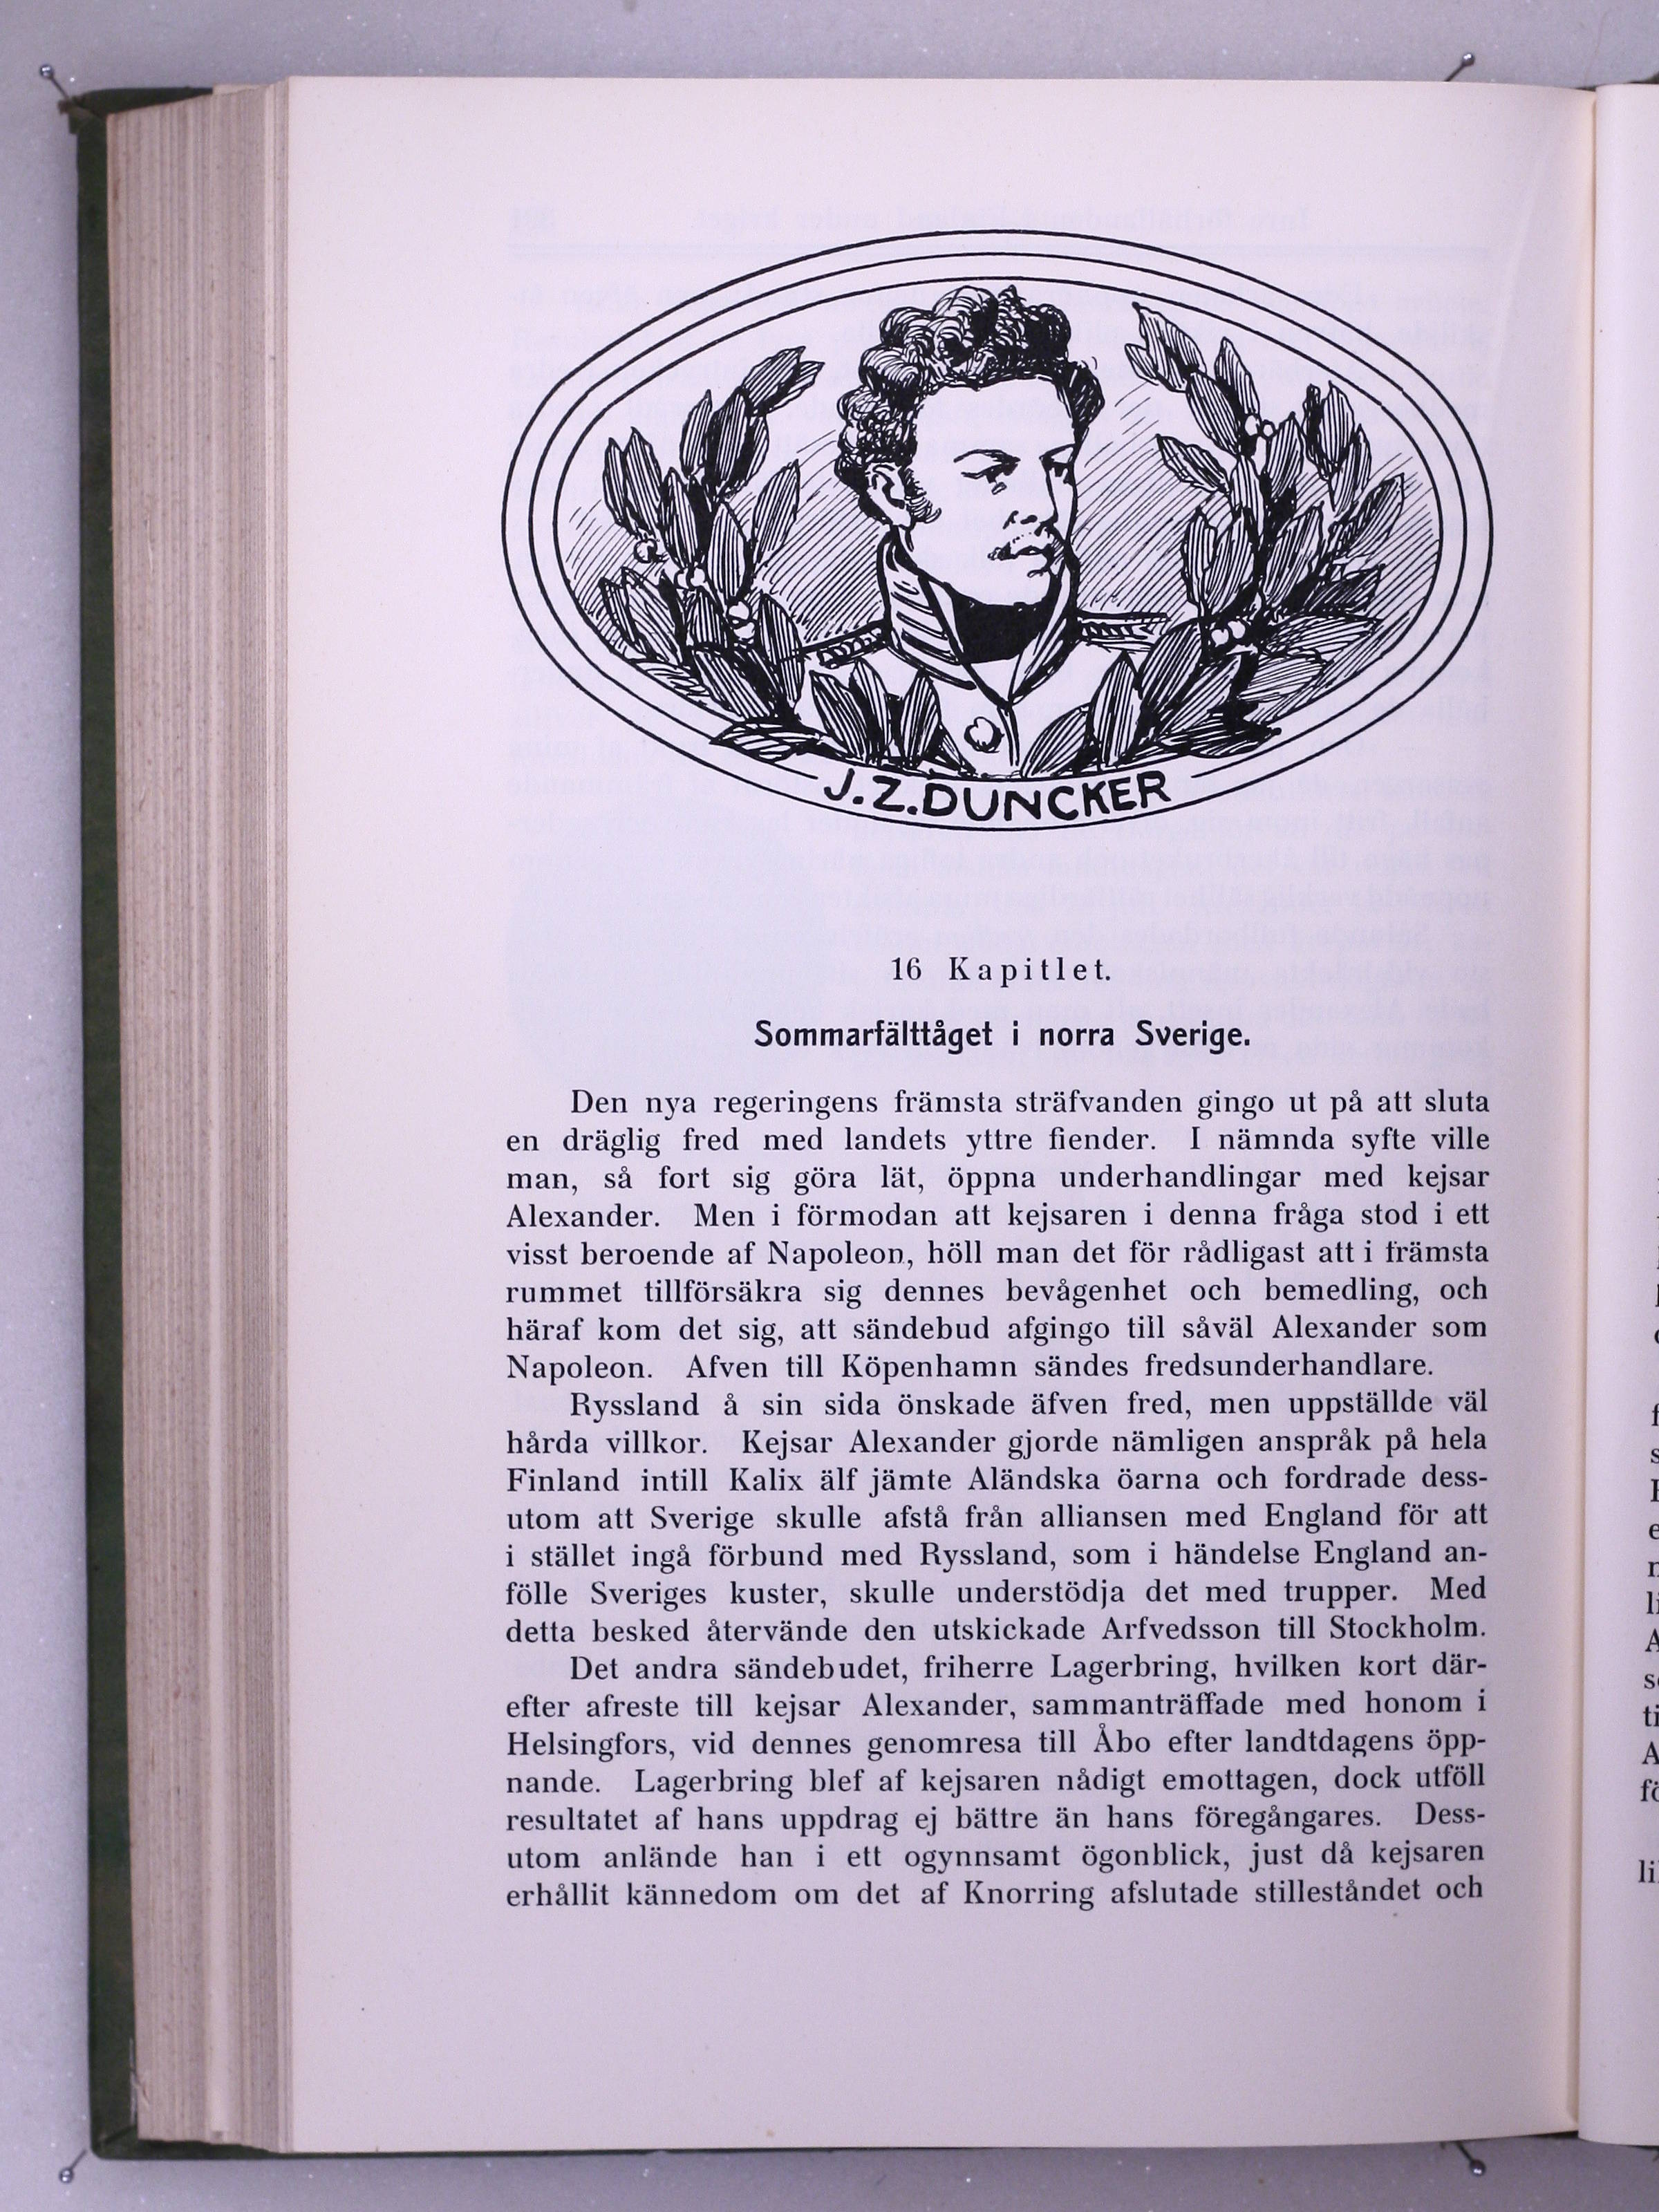 J.Z.DUNCKER
16 Kapitlet.
Sommarfälttåget i norra Sverige.
Den nya regeringens främsta sträfvanden gingo ut på att sluta
en dräglig fred med landets yttre fiender. I nämnda syfte ville
man, så fort sig göra lät, öppna underhandlingar med kejsar
Alexander. Men i förmodan att kejsaren i denna fråga stod i ett
visst beroende af Napoleon, höll man det för rådligast att i främsta
rummet tillförsäkra sig dennes bevågenhet och bemedling, och
häraf kom det sig, att sändebud afgingo till såväl Alexander som
Napoleon. Afven till Köpenhamn sändes fredsunderhandlare.
Ryssland å sin sida önskade äfven fred, men uppställde väl
hårda villkor. Kejsar Alexander gjorde nämligen anspråk på hela
Finland intill Kalix älf jämte Aländska öarna och fordrade dess-
utom att Sverige skulle afstå från alliansen med England för att
i stället ingå förbund med Ryssland, som i händelse England an-
fölle Sveriges kuster, skulle understödja det med trupper. Med
detta besked återvände den utskickade Arfvedsson till Stockholm.
Det andra sändebudet, friherre Lagerbring, hvilken kort där-
efter afreste till kejsar Alexander, sammanträffade med honom i
Helsingfors, vid dennes genomresa till Åbo efter landtdagens öpp-
nande. Lagerbring blef af kejsaren nådigt emottagen, dock utföll
resultatet af hans uppdrag ej bättre än hans föregångares. Dess-
utom anlände han i ett ogynnsamt ögonblick, just då kejsaren
erhållit kännedom om det af Knorring afslutade stilleståndet och